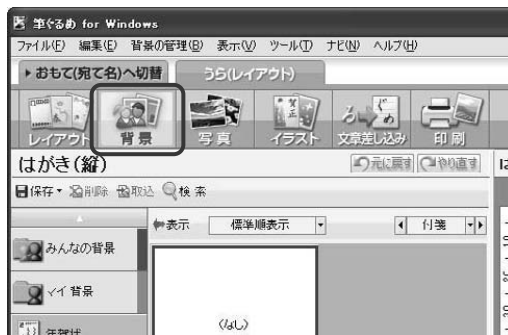 筆ぐるめ for Windows
ファイル(F) 編集(E) 背景の管理(B) 表示(V) ツール(T) ナビ(N) ヘルプ(H)
▶おもて(宛て名)へ切替 うら(レイアウト)
レイアウト 背景 写真 イラスト 文章差し込み 印刷
はがき(縦) 元に戻す やり直す
保存 削除 取込 検索
表示 標準順表示 付箋
みんなの背景
マイ背景
年賀状
(なし)